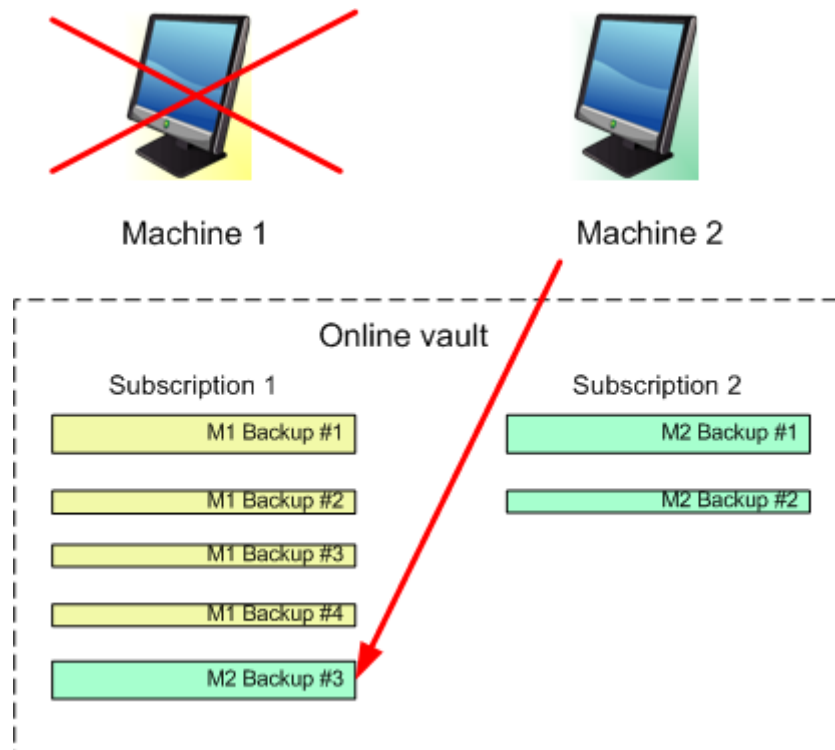 Machine 1
Machine 2
Online vault
Subscription 1
Subscription 2
M1 Backup #1
M2 Backup #1
M1 Backup #2
M2 Backup #2
M1 Backup #3
M1 Backup #4
M2 Backup #3